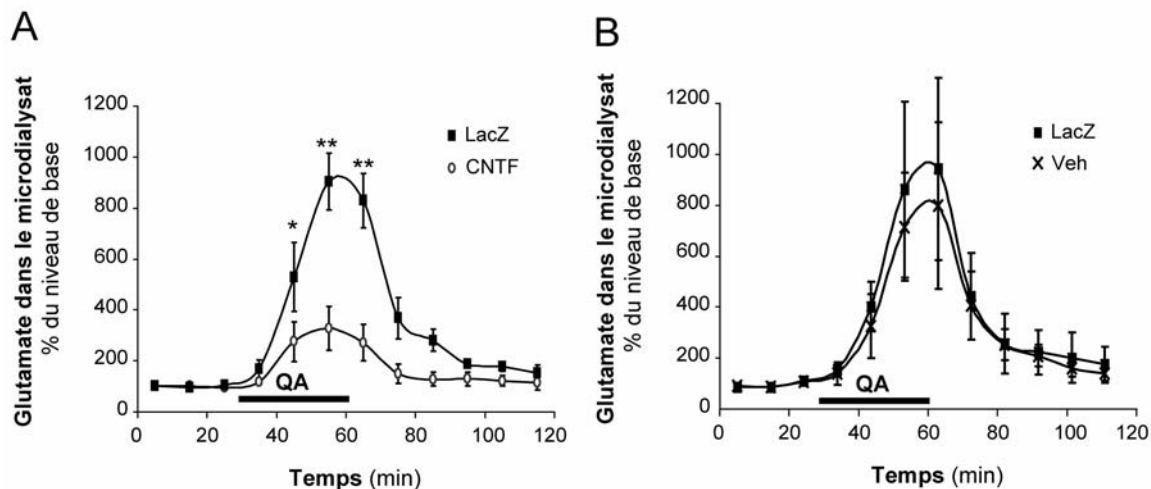 A
Glutamate dans le microdialysat
% du niveau de base
1200
1000
800
600
400
200
0
LacZ
CNTF
*
**
**
QA
0
20
40
60
80
100
120
Temps (min)
B
Glutamate dans le microdialysat
% du niveau de base
1200
1000
800
600
400
200
0
LacZ
Veh
QA
0
20
40
60
80
100
120
Temps (min)